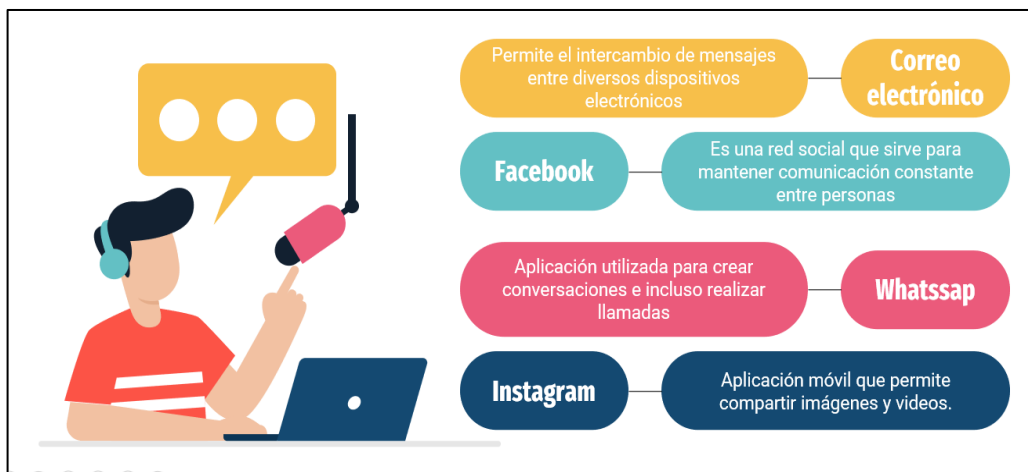 Permite el intercambio de mensajes
entre diversos dispositivos
electrónicos
Correo
electrónico
Facebook
Es una red social que sirve para
mantener comunicación constante
entre personas
Aplicación utilizada para crear
conversaciones e incluso realizar
llamadas
Whatssap
Instagram
Aplicación móvil que permite
compartir imágenes y videos.